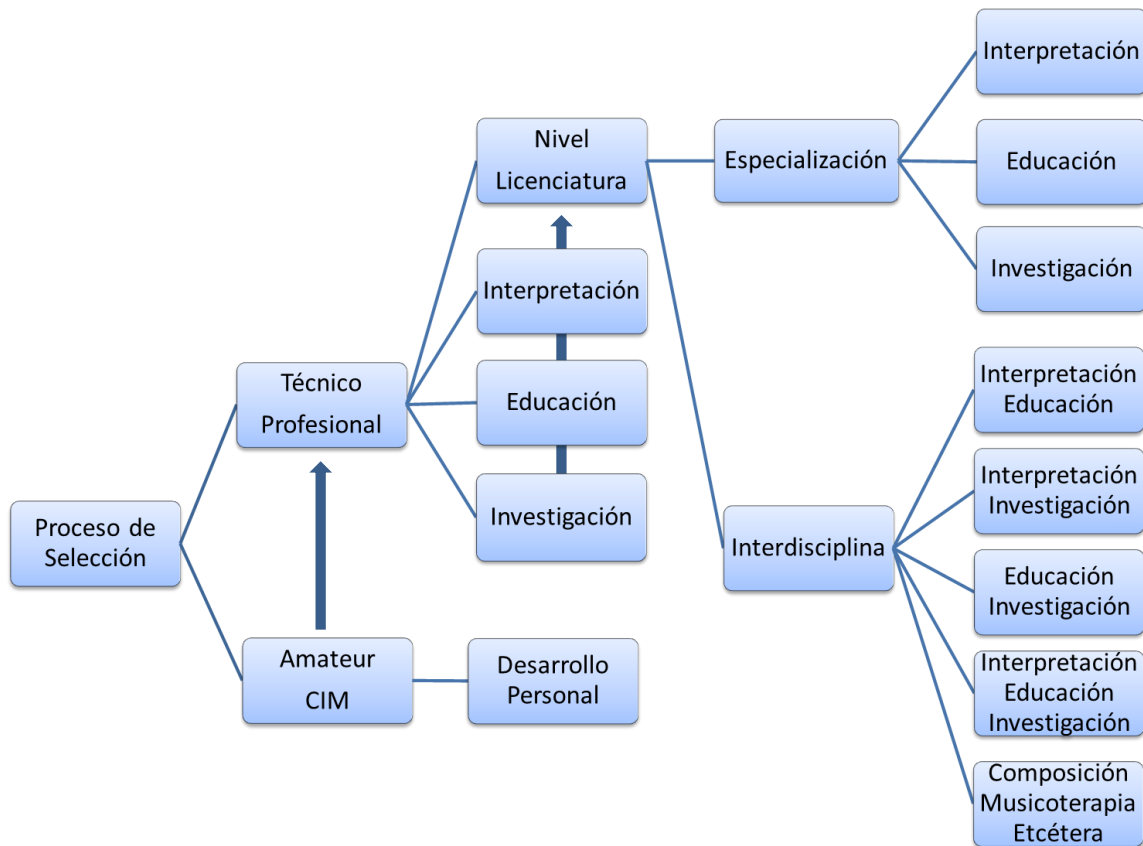 Proceso de
Selección
Técnico
Profesional
Amateur
CIM
Nivel
Licenciatura
Interpretación
Educación
Investigación
Desarrollo
Personal
Especialización
Interdisciplina
Interpretación
Educación
Investigación
Interpretación
Educación
Interpretación
Investigación
Educación
Investigación
Interpretación
Educación
Investigación
Composición
Musicoterapia
Etcétera